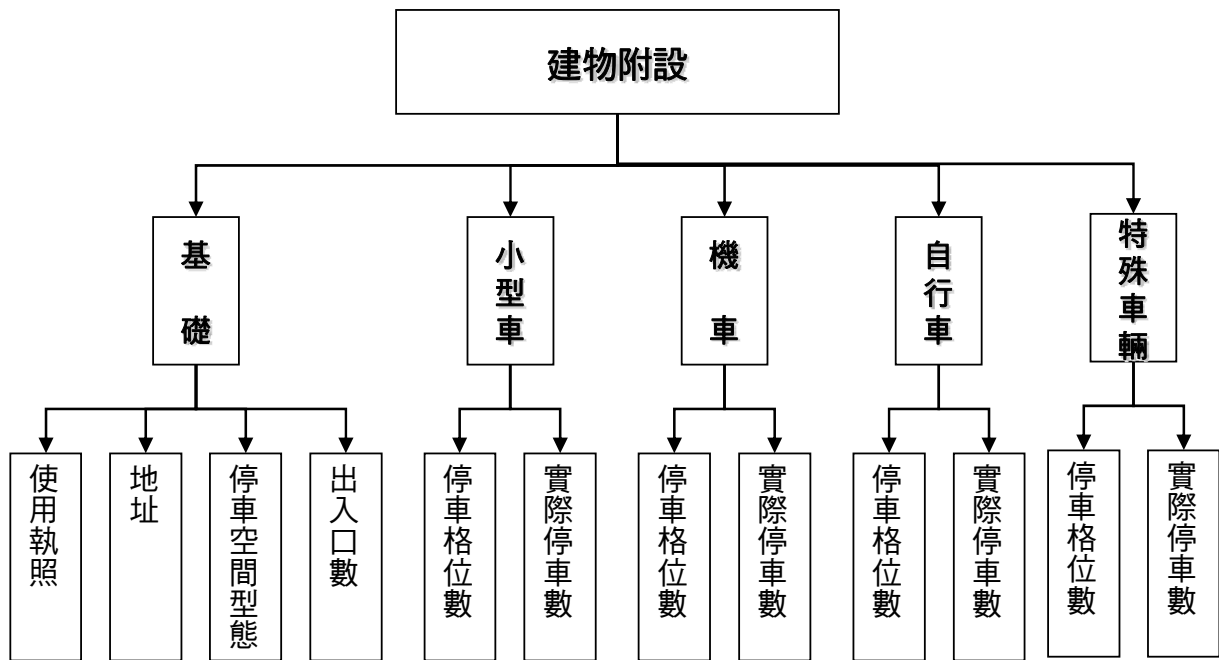 建物附設
基礎
小型車
機車
自行車
特殊車輛
使用執照
地址
停車空間型態
出入口數
停車格位數
實際停車數
停車格位數
實際停車數
停車格位數
實際停車數
停車格位數
實際停車數